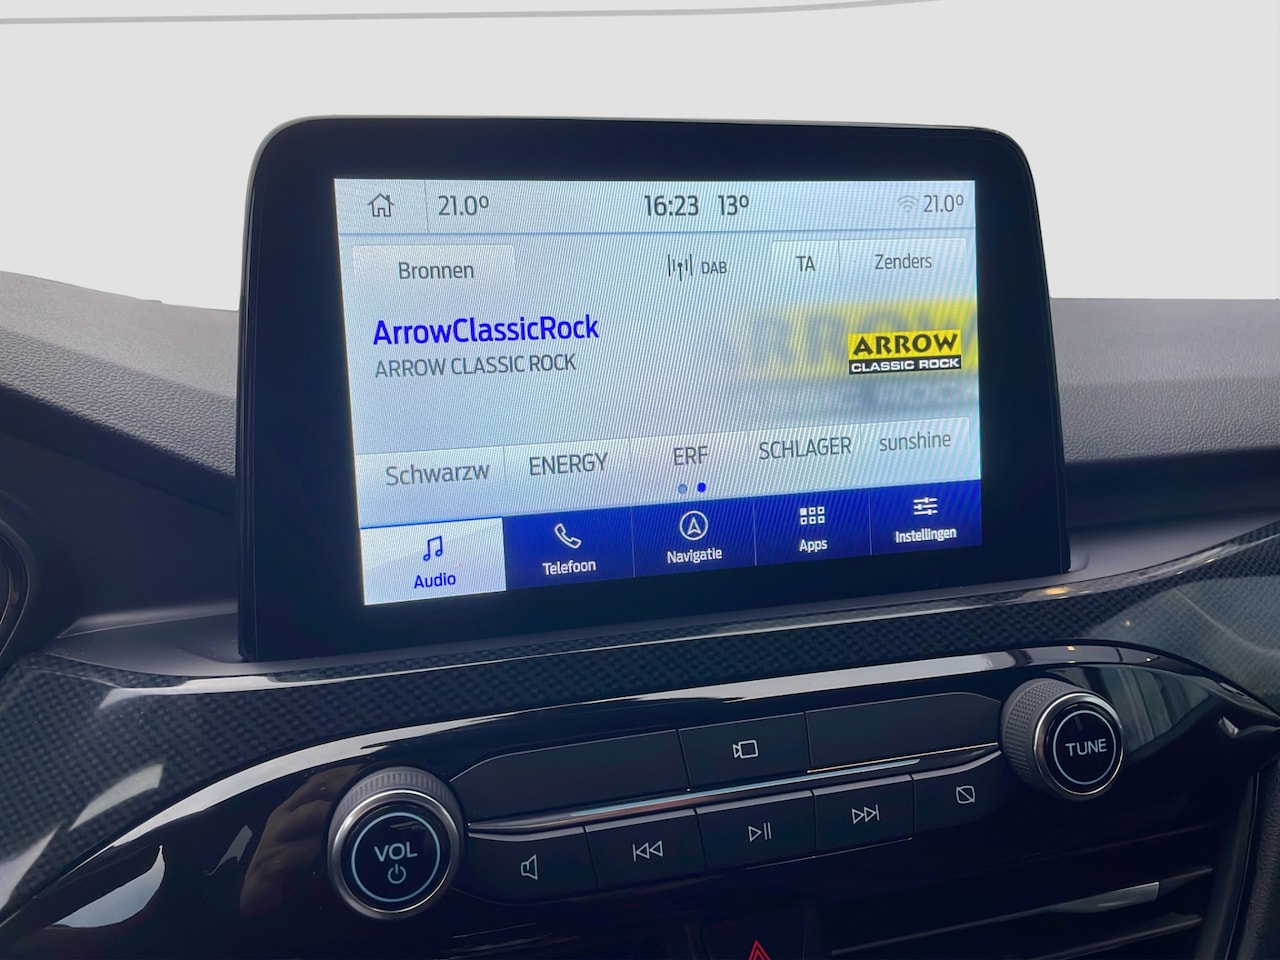 21.0°
16:23 13°
21.0°
Bronnen
DAB
TA
Zenders
ArrowClassicRock
ARROW CLASSIC ROCK
ARROW
CLASSIC ROCK
Schwarzw
ENERGY
ERF
SCHLAGER
sunshine
Audio
Telefoon
Navigatie
Apps
Instellingen
VOL
TUNE